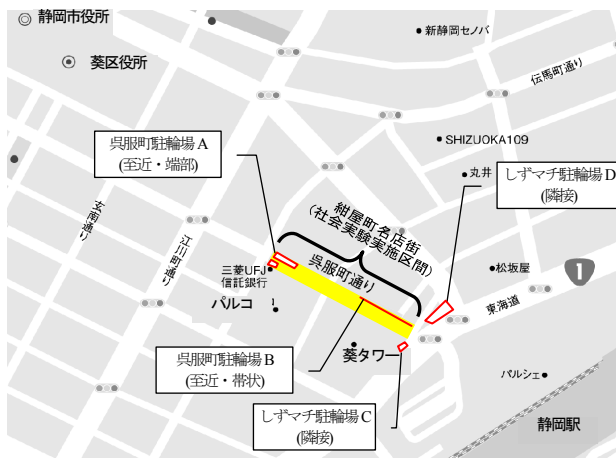 静岡市役所
新静岡セノバ
葵区役所
伝馬町通り
呉服町駐輪場A
(至近・端部)
SHIZUOKA109
丸井
しずマチ駐輪場D
(隣接)
玄南通り
江川町通り
紺屋町名店街
(社会実験実施区間)
呉服町通り
三菱UFJ
信託銀行
松坂屋
1
東海道
パルコ
呉服町駐輪場B
(至近・帯状)
葵タワー
しずマチ駐輪場C
(隣接)
パルシェ
静岡駅